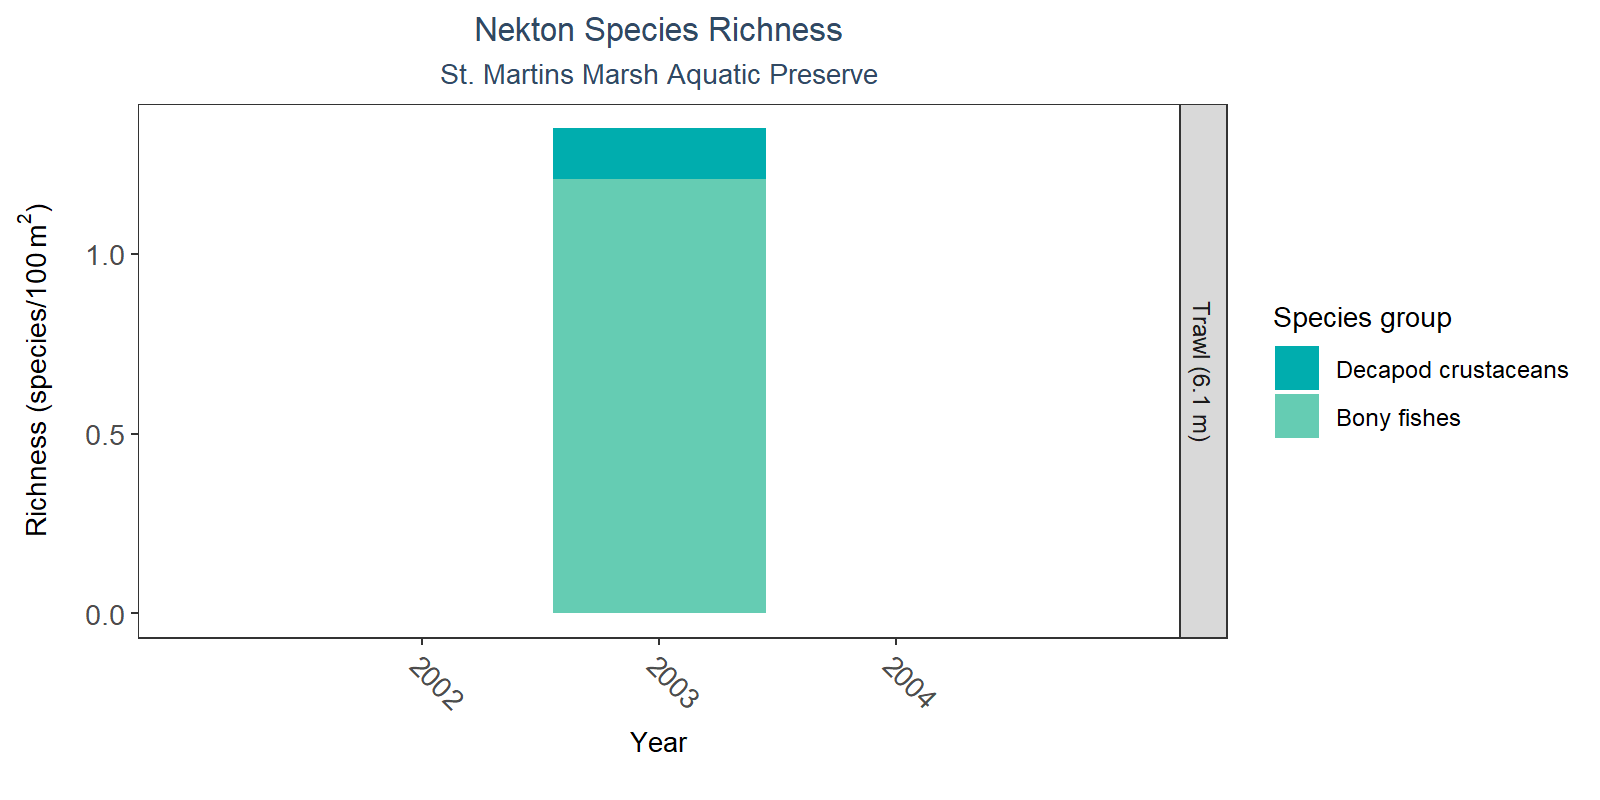 Nekton Species Richness
St. Martins Marsh Aquatic Preserve
Richness (species/100 m²)
1.0
0.5
0.0
2002
2003
2004
Year
Trawl (6.1 m)
Species group
Decapod crustaceans
Bony fishes